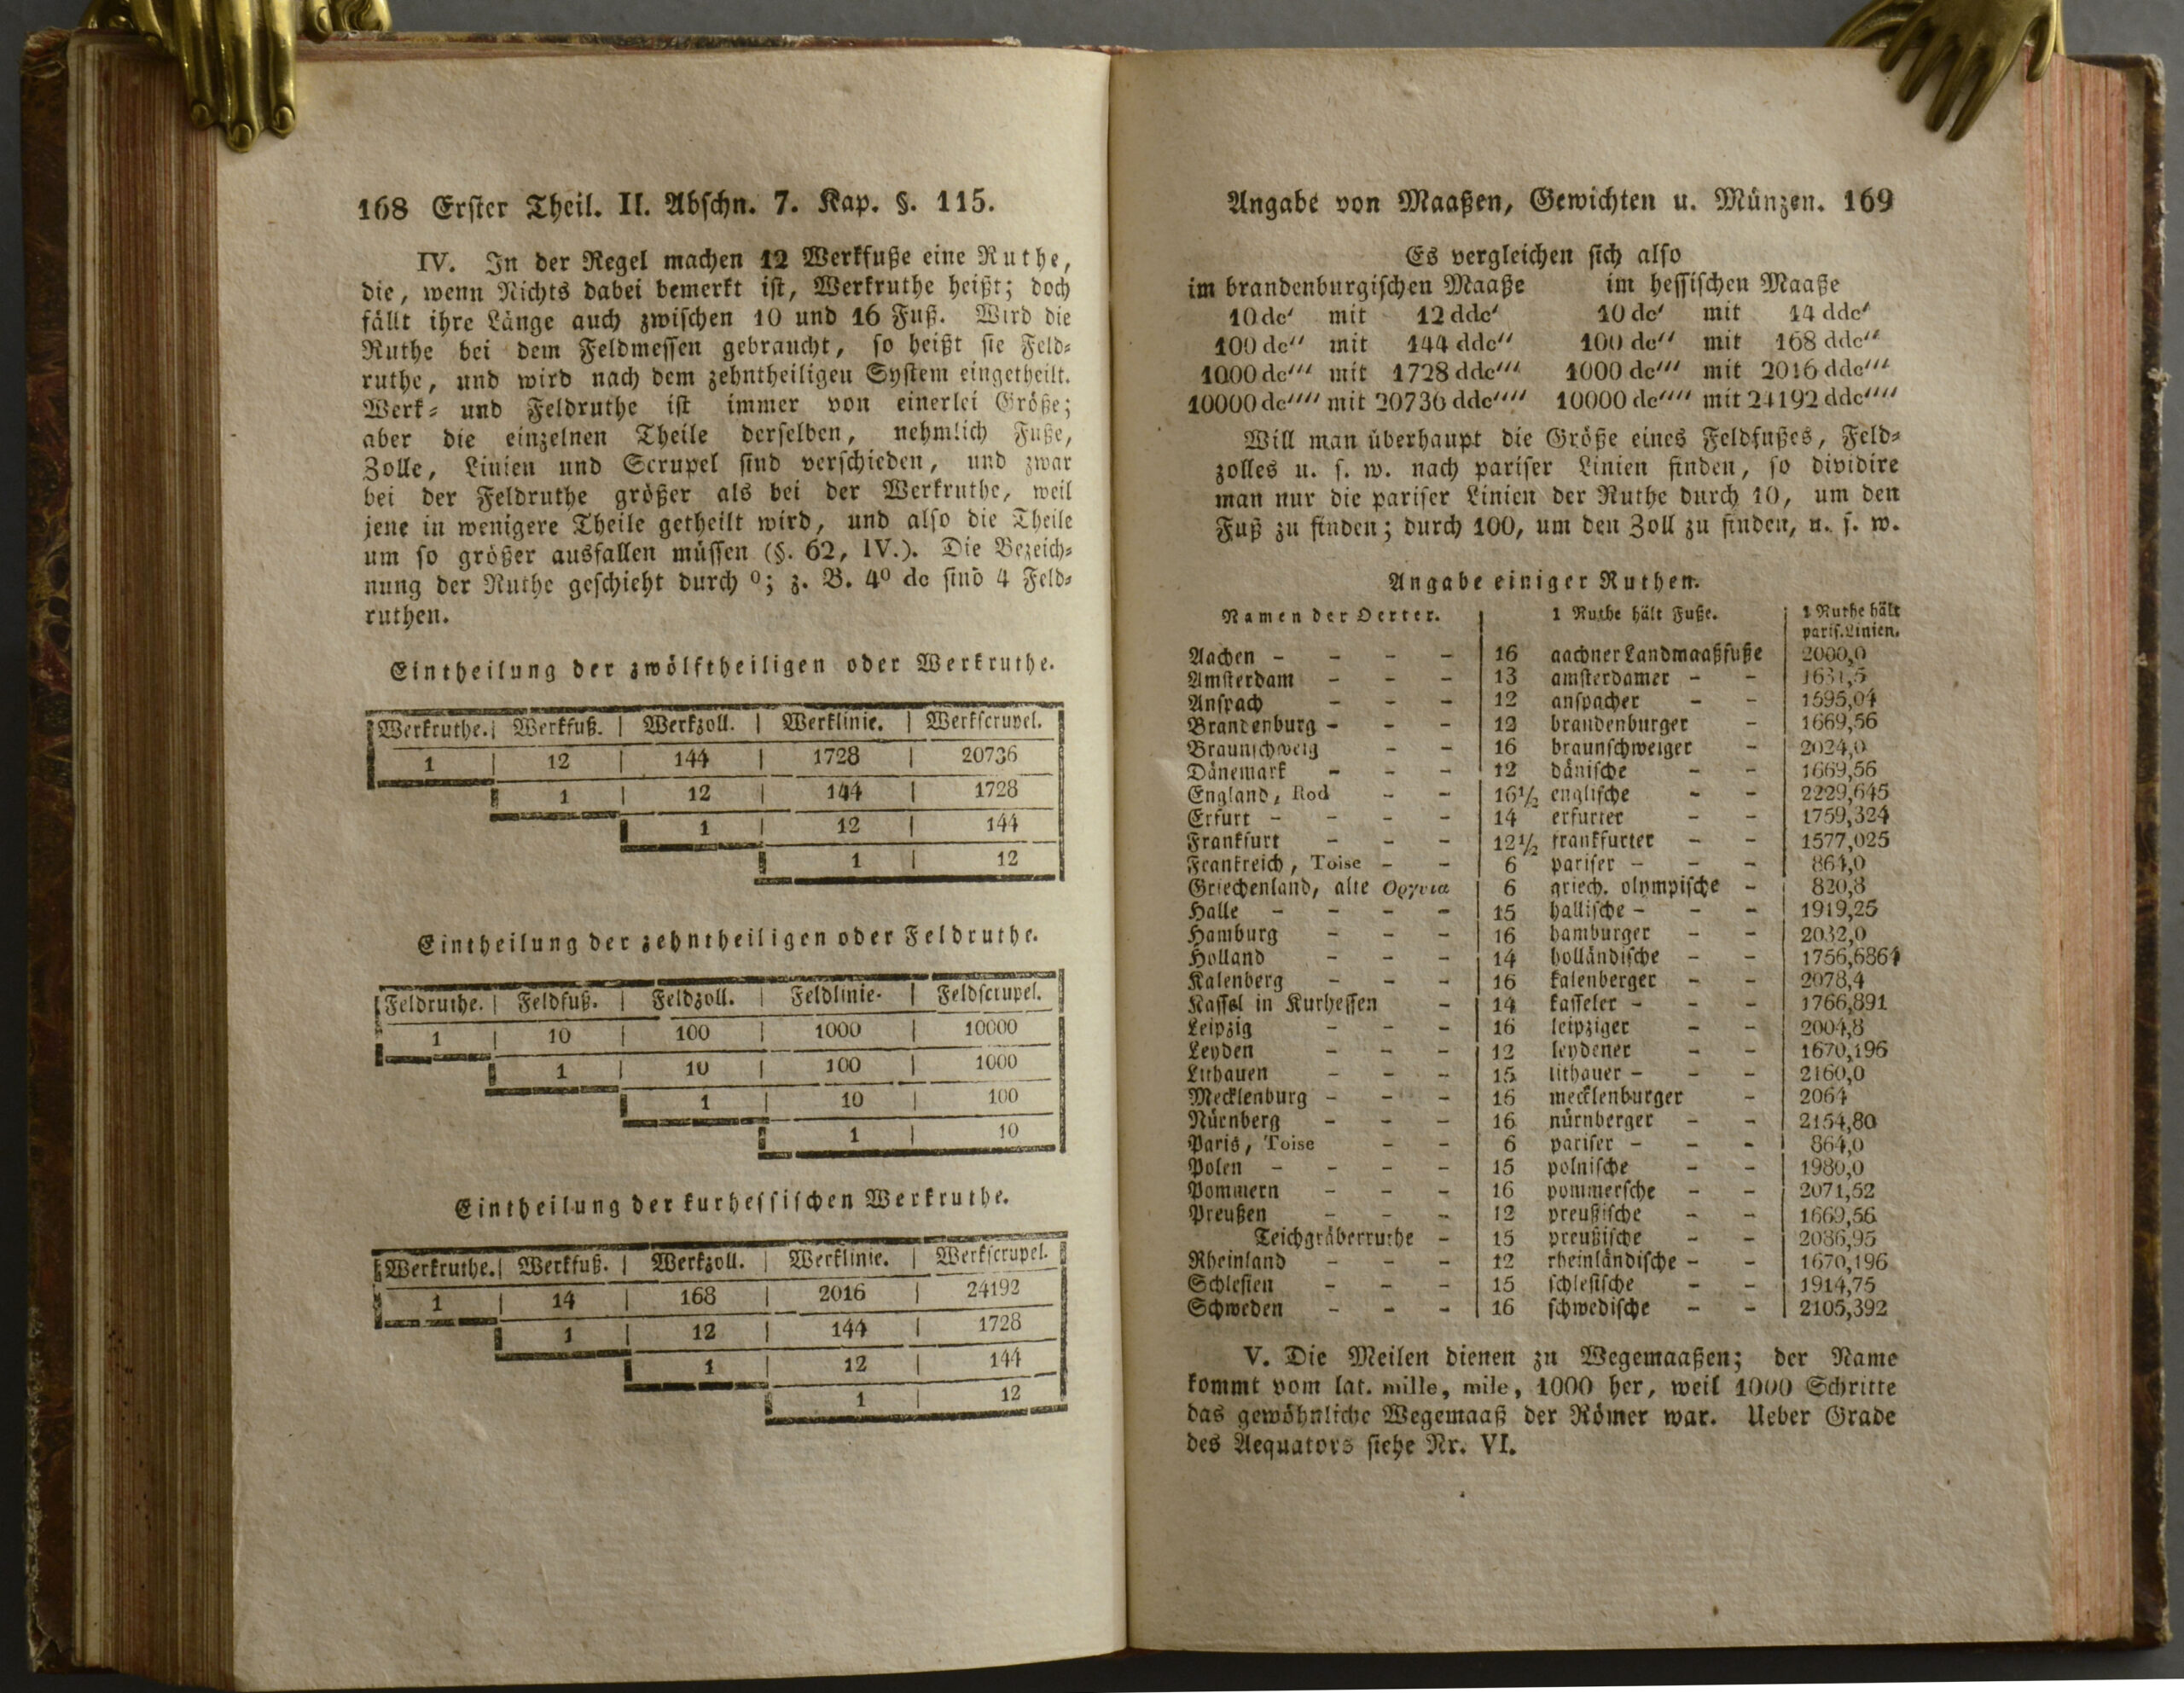 168 Erster Theil. II. Abschn. 7. Kap. §. 115.
IV. In der Regel machen 12 Werkfuße eine Ruthe,
die, wenn Nichts dabei bemerkt ist, Werkruthe heißt; doch
fällt ihre Länge auch zwischen 10 und 16 Fuß. Wird die
Ruthe bei dem Feldmessen gebraucht, so heißt sie Feld-
ruthe, und wird nach dem zehntheiligen System eingetheilt.
Werk- und Feldruthe ist immer von einerlei Größe;
aber die einzelnen Theile derselben, nehmlich Fuße,
Zolle, Linien und Scrupel sind verschieden, und zwar
bei der Feldruthe größer als bei der Werkruthe, weil
jene in wenigere Theile getheilt wird, und also die Theile
um so größer ausfallen müssen (§. 62, IV.). Die Bezeich-
nung der Ruthe geschieht durch ⁰; z. B. 4⁰ dc sind 4 Feld-
ruthen.
Eintheilung der zwölftheiligen oder Werkruthe.
Werkruthe. | Werkfuß. | Werkzoll. | Werklinie. | Werkscrupel.
1 | 12 | 144 | 1728 | 20736
1 | 12 | 144 | 1728
1 | 12 | 144
1 | 12
Eintheilung der zehntheiligen oder Feldruthe.
Feldruthe. | Feldfuß. | Feldzoll. | Feldlinie. | Feldscrupel.
1 | 10 | 100 | 1000 | 10000
1 | 10 | 100 | 1000
1 | 10 | 100
1 | 10
Eintheilung der kurhessischen Werkruthe.
Werkruthe. | Werkfuß. | Werkzoll. | Werklinie. | Werkscrupel.
1 | 14 | 168 | 2016 | 24192
1 | 12 | 144 | 1728
1 | 12 | 144
1 | 12
Angabe von Maaßen, Gewichten u. Münzen. 169
Es vergleichen sich also
im brandenburgischen Maaße im hessischen Maaße
10 dc′ mit 12 ddc′ 10 dc′ mit 14 ddc′
100 dc′′ mit 144 ddc′′ 100 dc′′ mit 168 ddc′′
1000 dc′′′ mit 1728 ddc′′′ 1000 dc′′′ mit 2016 ddc′′′
10000 dc′′′′ mit 20736 ddc′′′′ 10000 dc′′′′ mit 24192 ddc′′′′
Will man überhaupt die Größe eines Feldfußes, Feld-
zolles u. s. w. nach pariser Linien finden, so dividire
man nur die pariser Linien der Ruthe durch 10, um den
Fuß zu finden; durch 100, um den Zoll zu finden, u. s. w.
Angabe einiger Ruthen.
Namen der Oerter. | 1 Ruthe hält Fuße. | 1 Ruthe hält
paris. Linien.
Aachen - - - - | 16 aachner Landmaaßfuße | 2000,0
Amsterdam - - - | 13 amsterdamer - - | 1631,5
Anspach - - - | 12 anspacher - - | 1595,04
Brandenburg - - - | 12 brandenburger - | 1669,56
Braunschweig - - | 16 braunschweiger - | 2024,0
Dänemark - - - | 12 dänische - - | 1669,56
England, Rod - - | 16½ englische - - | 2229,645
Erfurt - - - - | 14 erfurter - - | 1759,324
Frankfurt - - - | 12½ frankfurter - - | 1577,025
Frankreich, Toise - - | 6 pariser - - - | 864,0
Griechenland, alte Οργυια | 6 griech. olympische - | 820,8
Halle - - - - | 15 hallische - - - | 1919,25
Hamburg - - - | 16 hamburger - - | 2032,0
Holland - - - | 14 holländische - - | 1756,6864
Kalenberg - - - | 16 kalenberger - - | 2078,4
Kassel in Kurhessen - | 14 kasseler - - - | 1766,891
Leipzig - - - | 16 leipziger - - | 2004,8
Leyden - - - | 12 leydener - - | 1670,196
Lithauen - - - | 15 lithauer - - - | 2160,0
Mecklenburg - - - | 16 mecklenburger - | 2064
Nürnberg - - - | 16 nürnberger - - | 2154,80
Paris, Toise - - | 6 pariser - - - | 864,0
Polen - - - - | 15 polnische - - | 1980,0
Pommern - - - | 16 pommersche - - | 2071,52
Preußen - - - | 12 preußische - - | 1669,56
Teichgräberruthe - | 15 preußische - - | 2086,95
Rheinland - - - | 12 rheinländische - - | 1670,196
Schlesien - - - | 15 schlesische - - | 1914,75
Schweden - - - | 16 schwedische - - | 2105,392
V. Die Meilen dienen zu Wegemaaßen; der Name
kommt vom lat. mille, mile, 1000 her, weil 1000 Schritte
das gewöhnliche Wegemaaß der Römer war. Ueber Grade
des Aequators siehe Nr. VI.